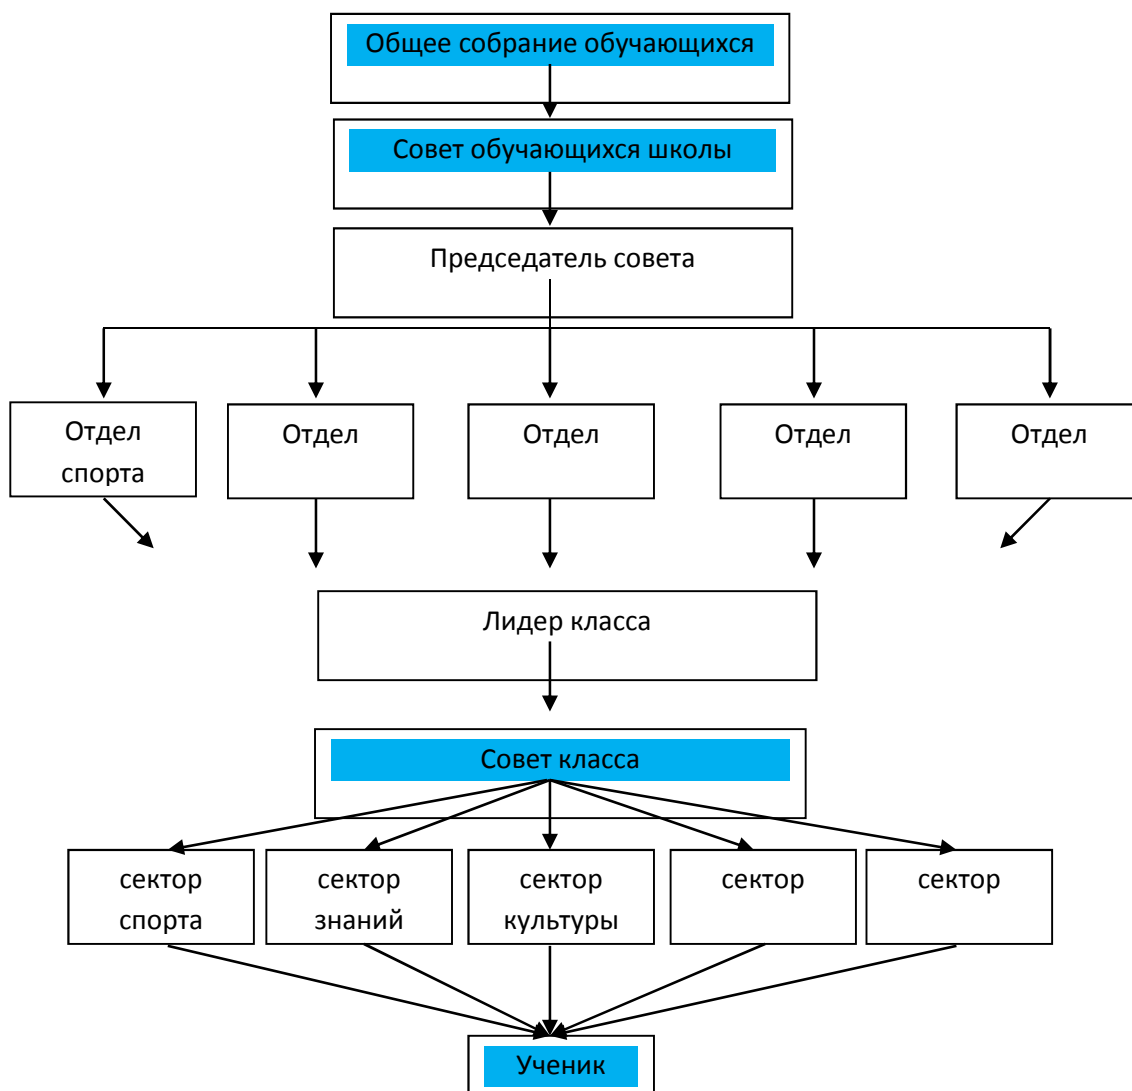 Общее собрание обучающихся
Совет обучающихся школы
Председатель совета
Отдел
спорта
Отдел
Отдел
Отдел
Отдел
Лидер класса
Совет класса
сектор
спорта
сектор
знаний
сектор
культуры
сектор
сектор
Ученик